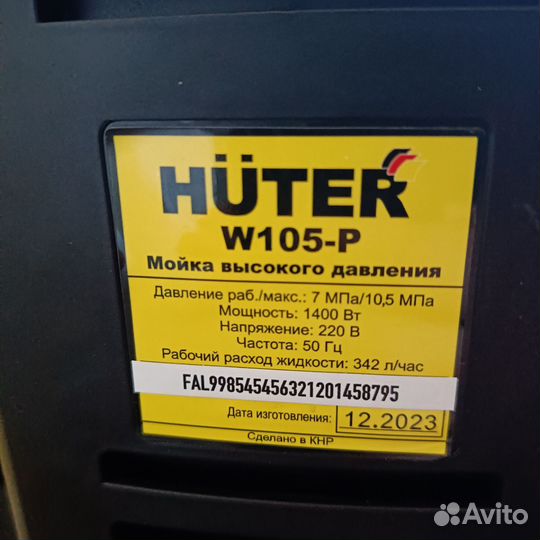 HÜTER
W105-P
Мойка высокого давления
Давление раб./макс.: 7 МПа/10,5 МПа
Мощность: 1400 Вт
Напряжение: 220 В
Частота: 50 Гц
Рабочий расход жидкости: 342 л/час
FAL998545456321201458795
Дата изготовления: 12.2023
Сделано в КНР
Avito